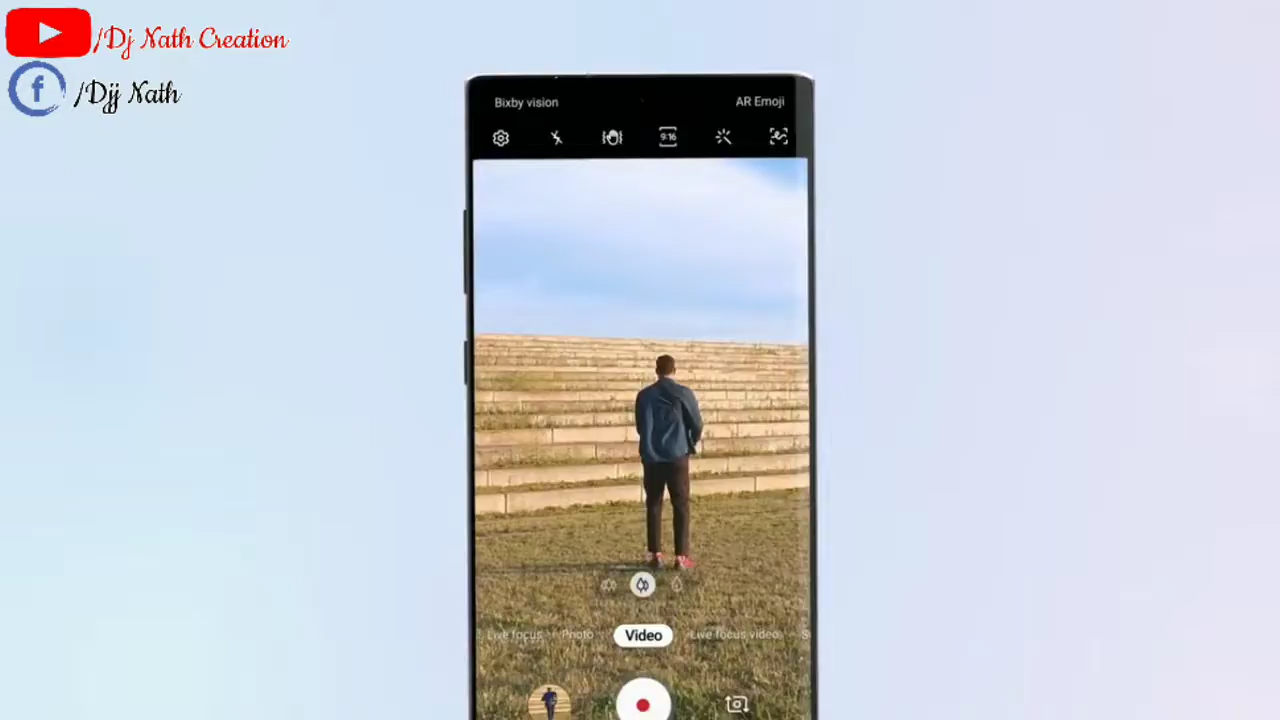 /Dj Nath Creation
f /Djj Nath
Bixby vision AR Emoji
9:16
Live focus Photo Video Live focus video